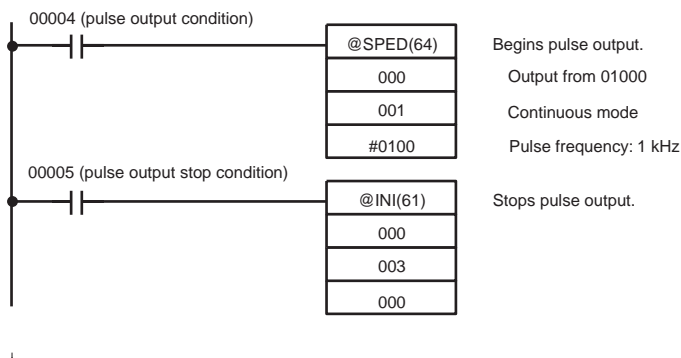 00004 (pulse output condition)
@SPED(64) Begins pulse output.
000 Output from 01000
001 Continuous mode
#0100 Pulse frequency: 1 kHz
00005 (pulse output stop condition)
@INI(61) Stops pulse output.
000
003
000